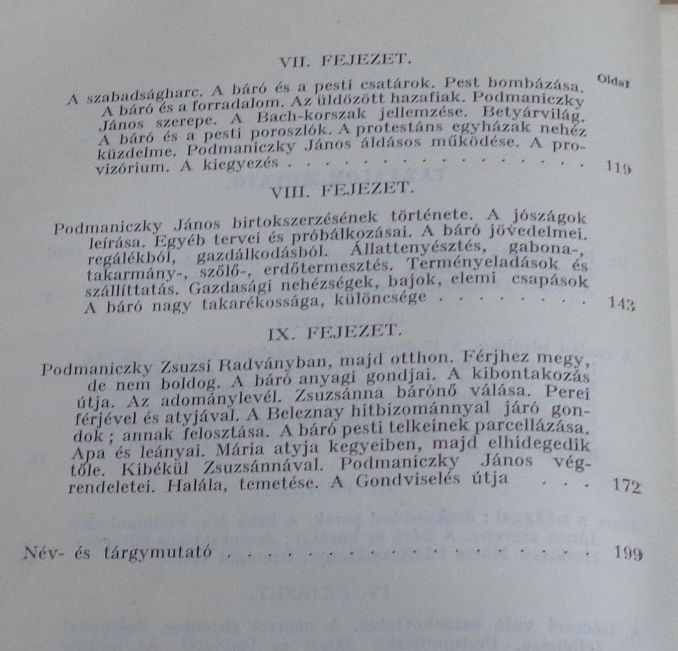 VII. FEJEZET.
Oldal
A szabadságharc. A báró és a pesti csatárok. Pest bombázása.
A báró és a forradalom. Az üldözött hazafiak. Podmaniczky
János szerepe. A Bach-korszak jellemzése. Betyárvilág.
A báró és a pesti poroszlók. A protestáns egyházak nehéz
küzdelme. Podmaniczky János áldásos működése. A pro-
vizórium. A kiegyezés . . . . . . . . . . . . . . . . 119
VIII. FEJEZET.
Podmaniczky János birtokszerzésének története. A jószágok
leírása. Egyéb tervei és próbálkozásai. A báró jövedelmei.
regálékból, gazdálkodásból. Állattenyésztés, gabona-,
takarmány-, szőlő-, erdőtermesztés. Terményeladások és
szállíttatás. Gazdasági nehézségek, bajok, elemi csapások
A báró nagy takarékossága, különcsége . . . . . . . . 143
IX. FEJEZET.
Podmaniczky Zsuzsi Radványban, majd otthon. Férjhez megy,
de nem boldog. A báró anyagi gondjai. A kibontakozás
útja. Az adománylevél. Zsuzsánna bárónő válása. Perei
férjével és atyjával. A Beleznay hitbizománnyal járó gon-
dok ; annak felosztása. A báró pesti telkeinek parcellázása.
Apa és leányai. Mária atyja kegyeiben, majd elhidegedik
tőle. Kibékül Zsuzsánnával. Podmaniczky János vég-
rendeletei. Halála, temetése. A Gondviselés útja . . . 172
Név- és tárgymutató . . . . . . . . . . . . . . . . 199